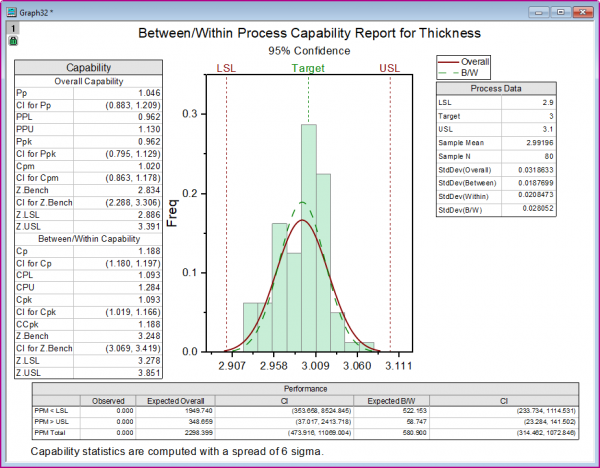 Graph32 *
1
Between/Within Process Capability Report for Thickness
95% Confidence
Capability
Overall Capability
Pp 1.046
CI for Pp (0.883, 1.209)
PPL 0.962
PPU 1.130
Ppk 0.962
CI for Ppk (0.795, 1.129)
Cpm 1.020
CI for Cpm (0.863, 1.178)
Z.Bench 2.834
CI for Z.Bench (2.288, 3.306)
Z.LSL 2.886
Z.USL 3.391
Between/Within Capability
Cp 1.188
CI for Cp (1.180, 1.197)
CPL 1.093
CPU 1.284
Cpk 1.093
CI for Cpk (1.019, 1.166)
CCpk 1.188
Z.Bench 3.248
CI for Z.Bench (3.069, 3.419)
Z.LSL 3.278
Z.USL 3.851
LSL Target USL
Freq
0.3
0.2
0.1
0.0
2.907 2.958 3.009 3.060 3.111
Overall
B/W
Process Data
LSL 2.9
Target 3
USL 3.1
Sample Mean 2.99196
Sample N 80
StdDev(Overall) 0.0318633
StdDev(Between) 0.0187699
StdDev(Within) 0.0208473
StdDev(B/W) 0.028052
Performance
Observed Expected Overall CI Expected B/W CI
PPM < LSL 0.000 1949.740 (353.658, 8524.845) 522.153 (233.734, 1114.531)
PPM > USL 0.000 348.659 (37.017, 2413.718) 58.747 (23.284, 141.502)
PPM Total 0.000 2298.399 (473.916, 11069.004) 580.900 (314.462, 1072.846)
Capability statistics are computed with a spread of 6 sigma.